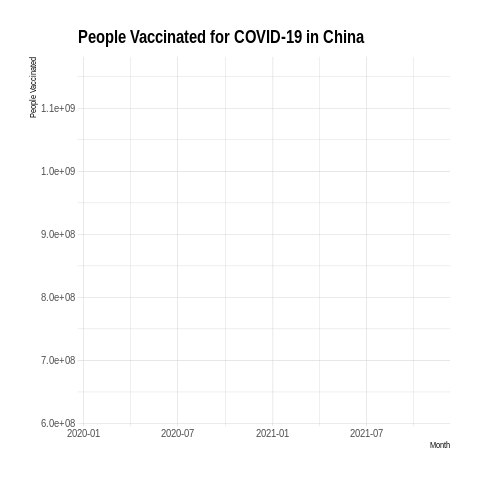 People Vaccinated for COVID-19 in China
People Vaccinated
1.1e+09
1.0e+09
9.0e+08
8.0e+08
7.0e+08
6.0e+08
2020-01 2020-07 2021-01 2021-07
Month